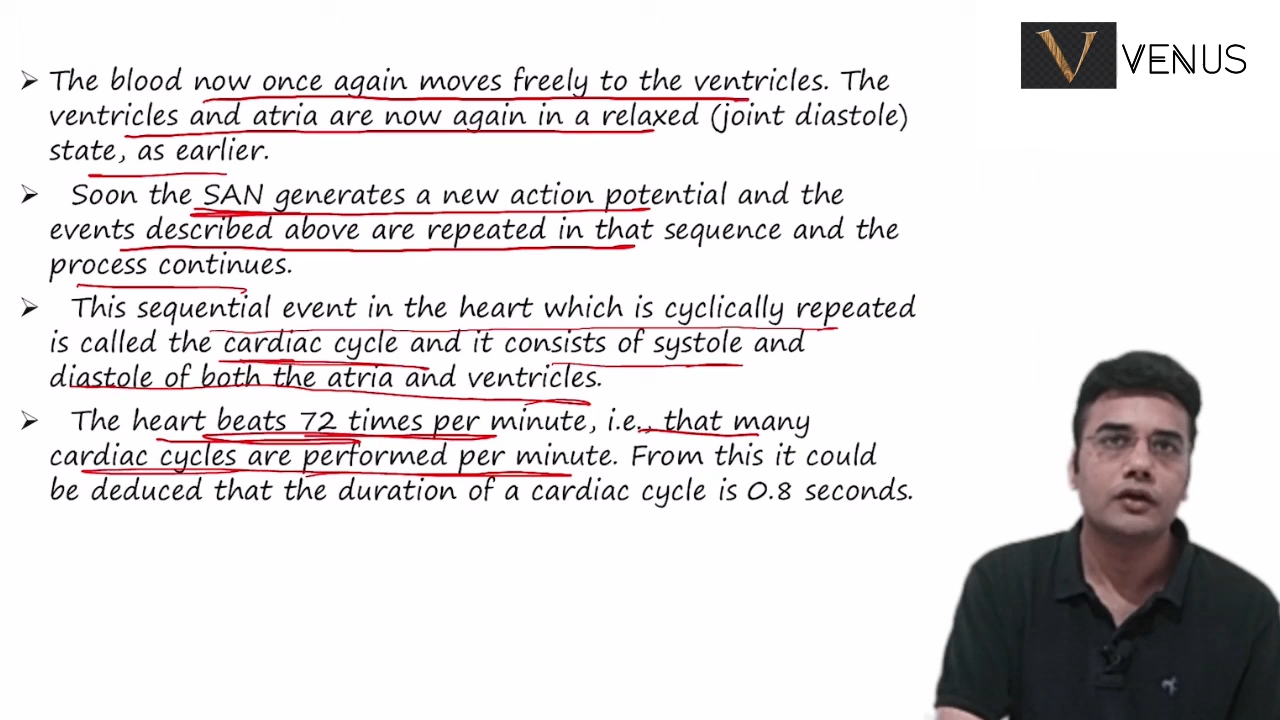 V VENUS
➢ The blood now once again moves freely to the ventricles. The
ventricles and atria are now again in a relaxed (joint diastole)
state, as earlier.
➢ Soon the SAN generates a new action potential and the
events described above are repeated in that sequence and the
process continues.
➢ This sequential event in the heart which is cyclically repeated
is called the cardiac cycle and it consists of systole and
diastole of both the atria and ventricles.
➢ The heart beats 72 times per minute, i.e., that many
cardiac cycles are performed per minute. From this it could
be deduced that the duration of a cardiac cycle is 0.8 seconds.